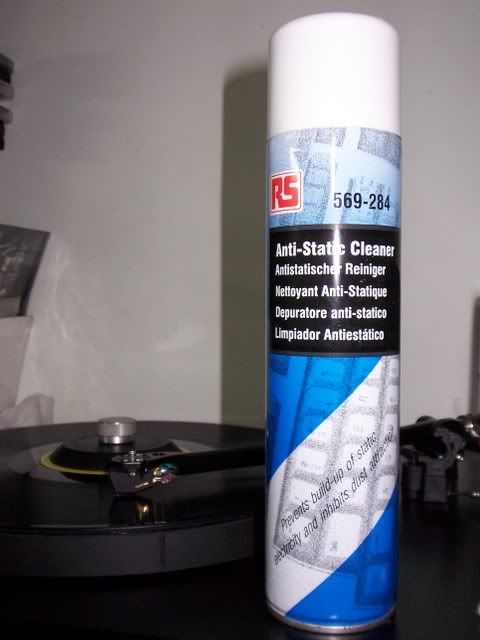 RS
569-284
Anti-Static Cleaner
Antistatischer Reiniger
Nettoyant Anti-Statique
Depuratore anti-statico
Limpiador Antiestático
Prevents build-up of static
electricity and inhibits dust attraction